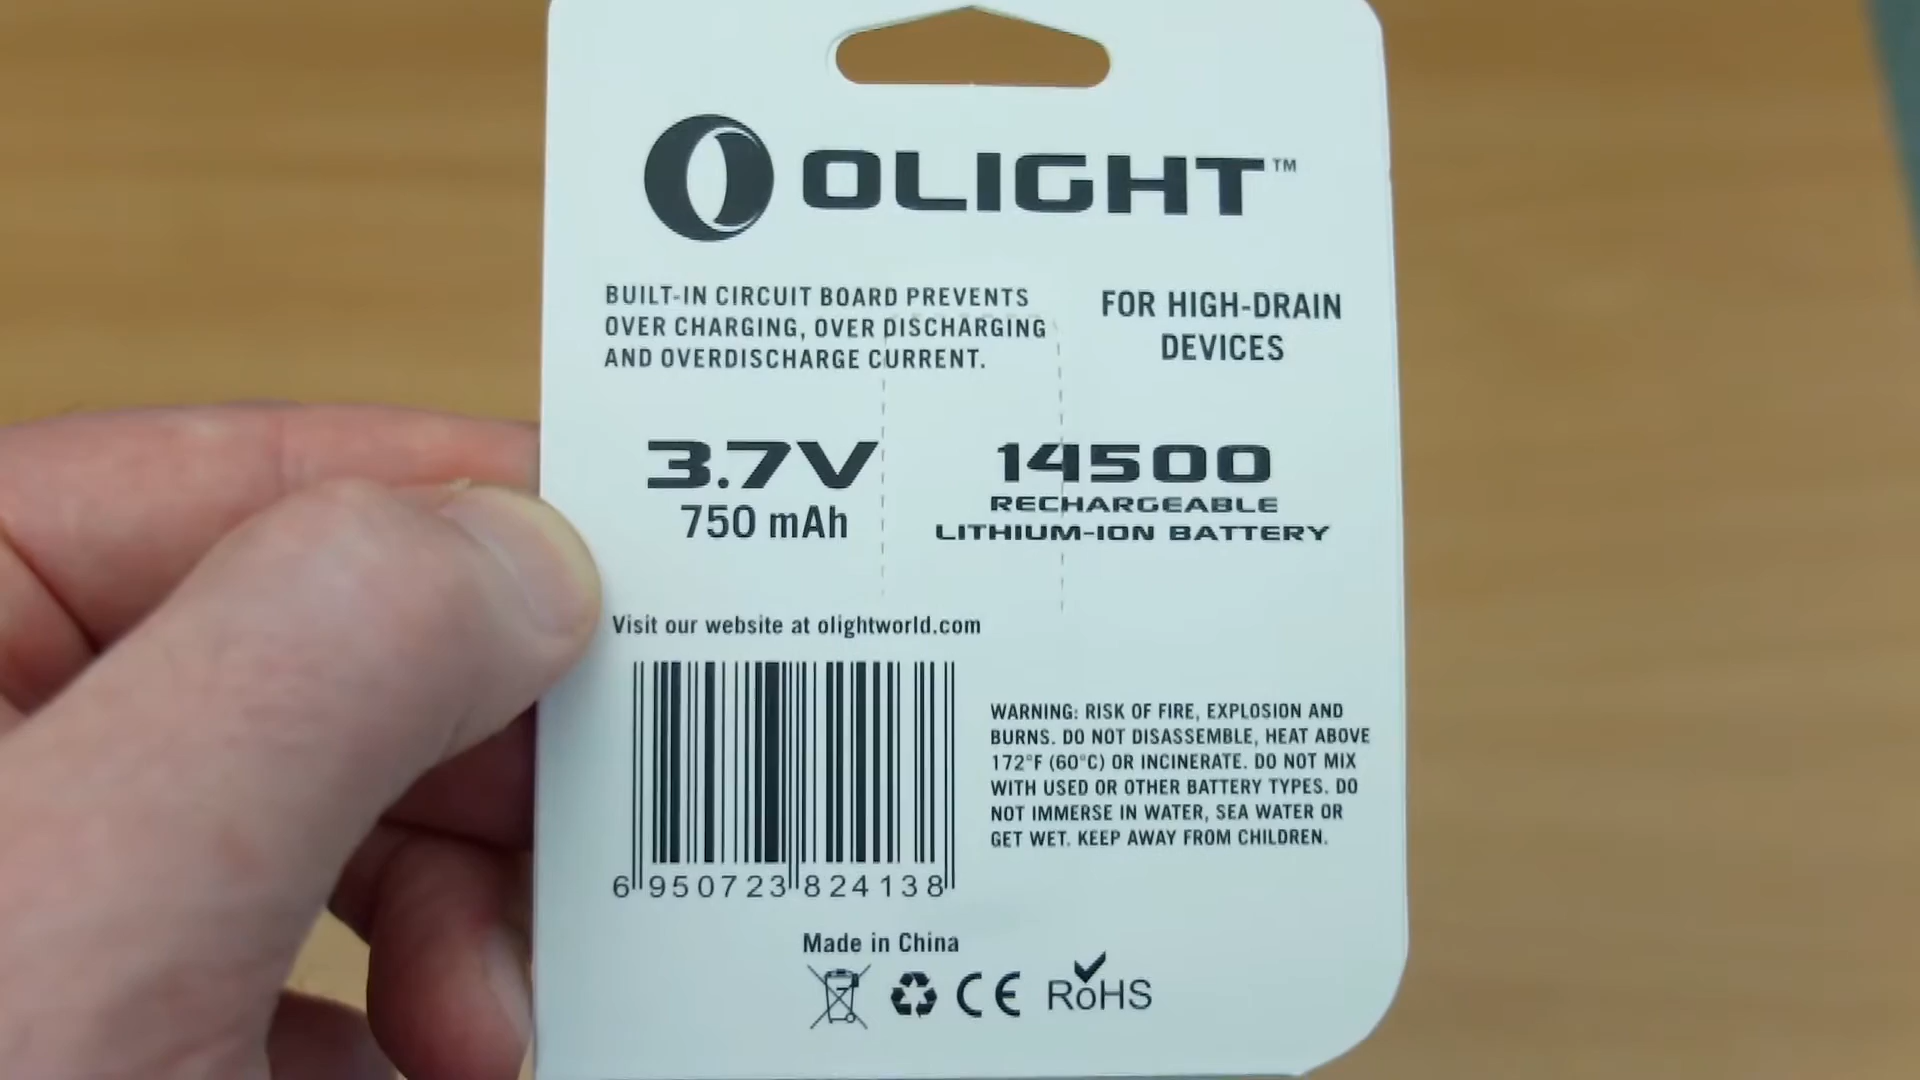 OLIGHT™
BUILT-IN CIRCUIT BOARD PREVENTS
OVER CHARGING, OVER DISCHARGING
AND OVERDISCHARGE CURRENT.
FOR HIGH-DRAIN
DEVICES
3.7V
750 mAh
14500
RECHARGEABLE
LITHIUM-ION BATTERY
Visit our website at olightworld.com
6 950723 824138
WARNING: RISK OF FIRE, EXPLOSION AND
BURNS. DO NOT DISASSEMBLE, HEAT ABOVE
172°F (60°C) OR INCINERATE. DO NOT MIX
WITH USED OR OTHER BATTERY TYPES. DO
NOT IMMERSE IN WATER, SEA WATER OR
GET WET. KEEP AWAY FROM CHILDREN.
Made in China
CE RoHS